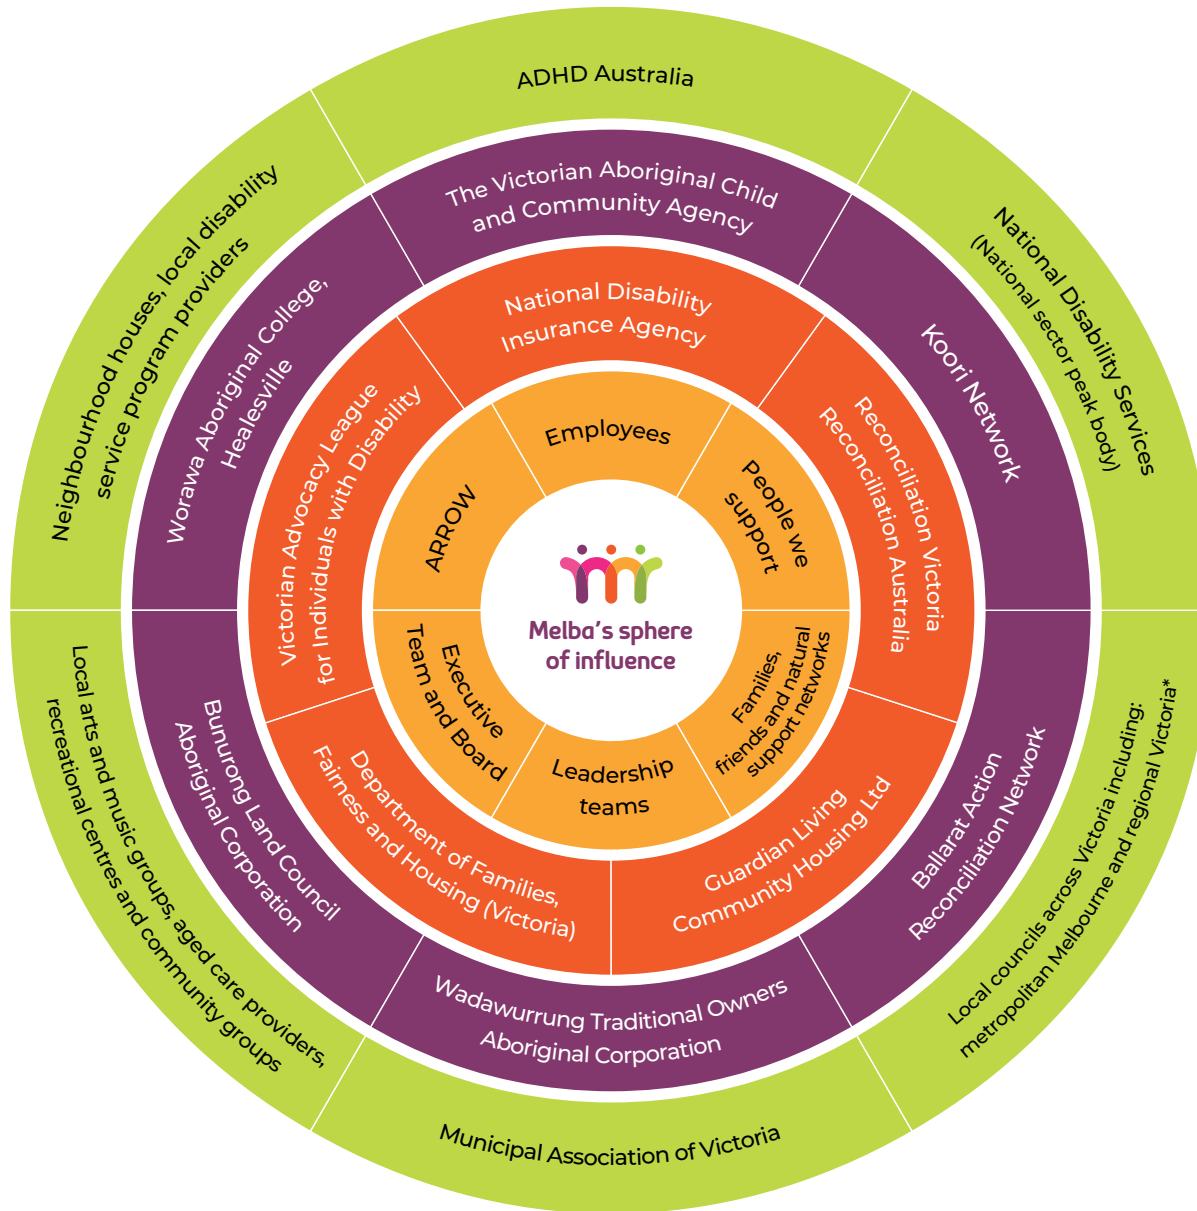 ADHD Australia
National Disability Services
(National sector peak body)
Local councils across Victoria including:
metropolitan Melbourne and regional Victoria*
Municipal Association of Victoria
Local arts and music groups, aged care providers,
recreational centres and community groups
Neighbourhood houses, local disability
service program providers
The Victorian Aboriginal Child
and Community Agency
Koori Network
Ballarat Action
Reconciliation Network
Wadawurrung Traditional Owners
Aboriginal Corporation
Bunurong Land Council
Aboriginal Corporation
Worawa Aboriginal College,
Healesville
National Disability
Insurance Agency
Reconciliation Victoria
Reconciliation Australia
Guardian Living
Community Housing Ltd
Department of Families,
Fairness and Housing (Victoria)
Victorian Advocacy League
for Individuals with Disability
Employees
People we
support
Families,
friends and natural
support networks
Leadership
teams
Executive
Team and Board
ARROW
Melba's sphere
of influence